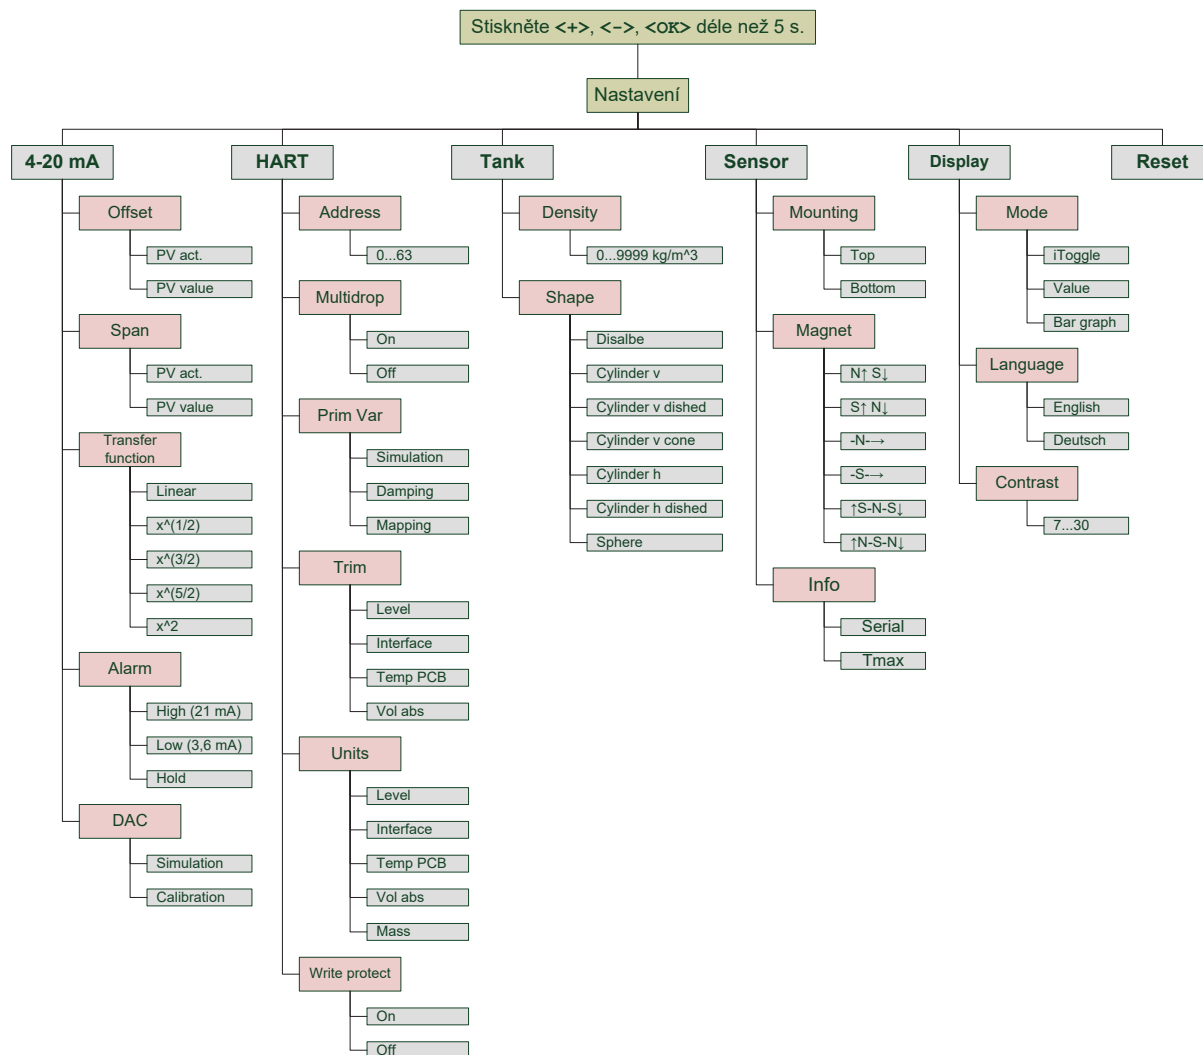 Stiskněte <+>, <->, <OK> déle než 5 s.
Nastavení
4-20 mA
Offset
PV act.
PV value
Span
PV act.
PV value
Transfer
function
Linear
x^(1/2)
x^(3/2)
x^(5/2)
x^2
Alarm
High (21 mA)
Low (3,6 mA)
Hold
DAC
Simulation
Calibration
HART
Address
0...63
Multidrop
On
Off
Prim Var
Simulation
Damping
Mapping
Trim
Level
Interface
Temp PCB
Vol abs
Units
Level
Interface
Temp PCB
Vol abs
Mass
Write protect
On
Off
Tank
Density
0...9999 kg/m^3
Shape
Disalbe
Cylinder v
Cylinder v dished
Cylinder v cone
Cylinder h
Cylinder h dished
Sphere
Sensor
Mounting
Top
Bottom
Magnet
N↑ S↓
S↑ N↓
-N-→
-S-→
↑S-N-S↓
↑N-S-N↓
Info
Serial
Tmax
Display
Mode
iToggle
Value
Bar graph
Language
English
Deutsch
Contrast
7...30
Reset